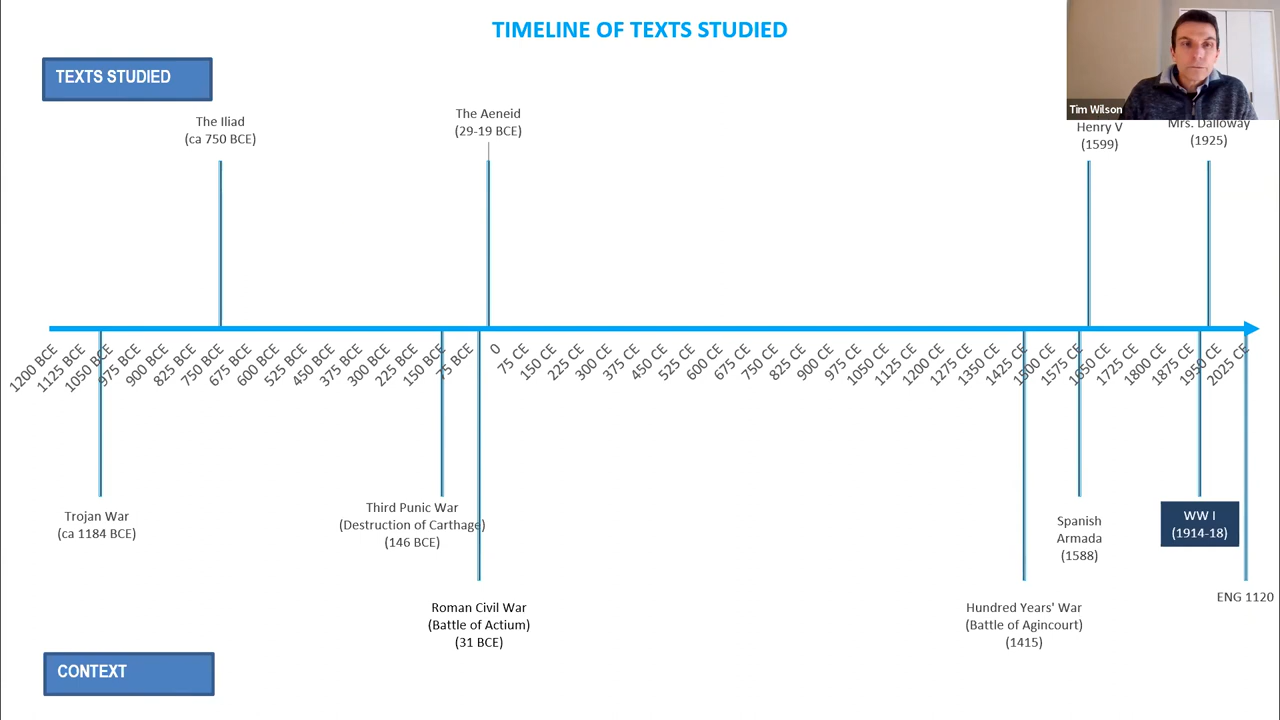 TIMELINE OF TEXTS STUDIED
TEXTS STUDIED
Tim Wilson
The Iliad
(ca 750 BCE)
The Aeneid
(29-19 BCE)
Henry V
(1599)
Mrs. Dalloway
(1925)
1200 BCE
1125 BCE
1050 BCE
975 BCE
900 BCE
825 BCE
750 BCE
675 BCE
600 BCE
525 BCE
450 BCE
375 BCE
300 BCE
225 BCE
150 BCE
75 BCE
0
75 CE
150 CE
225 CE
300 CE
375 CE
450 CE
525 CE
600 CE
675 CE
750 CE
825 CE
900 CE
975 CE
1050 CE
1125 CE
1200 CE
1275 CE
1350 CE
1425 CE
1500 CE
1575 CE
1650 CE
1725 CE
1800 CE
1875 CE
1950 CE
2025 CE
Trojan War
(ca 1184 BCE)
Third Punic War
(Destruction of Carthage)
(146 BCE)
Roman Civil War
(Battle of Actium)
(31 BCE)
Hundred Years' War
(Battle of Agincourt)
(1415)
Spanish
Armada
(1588)
WW I
(1914-18)
ENG 1120
CONTEXT